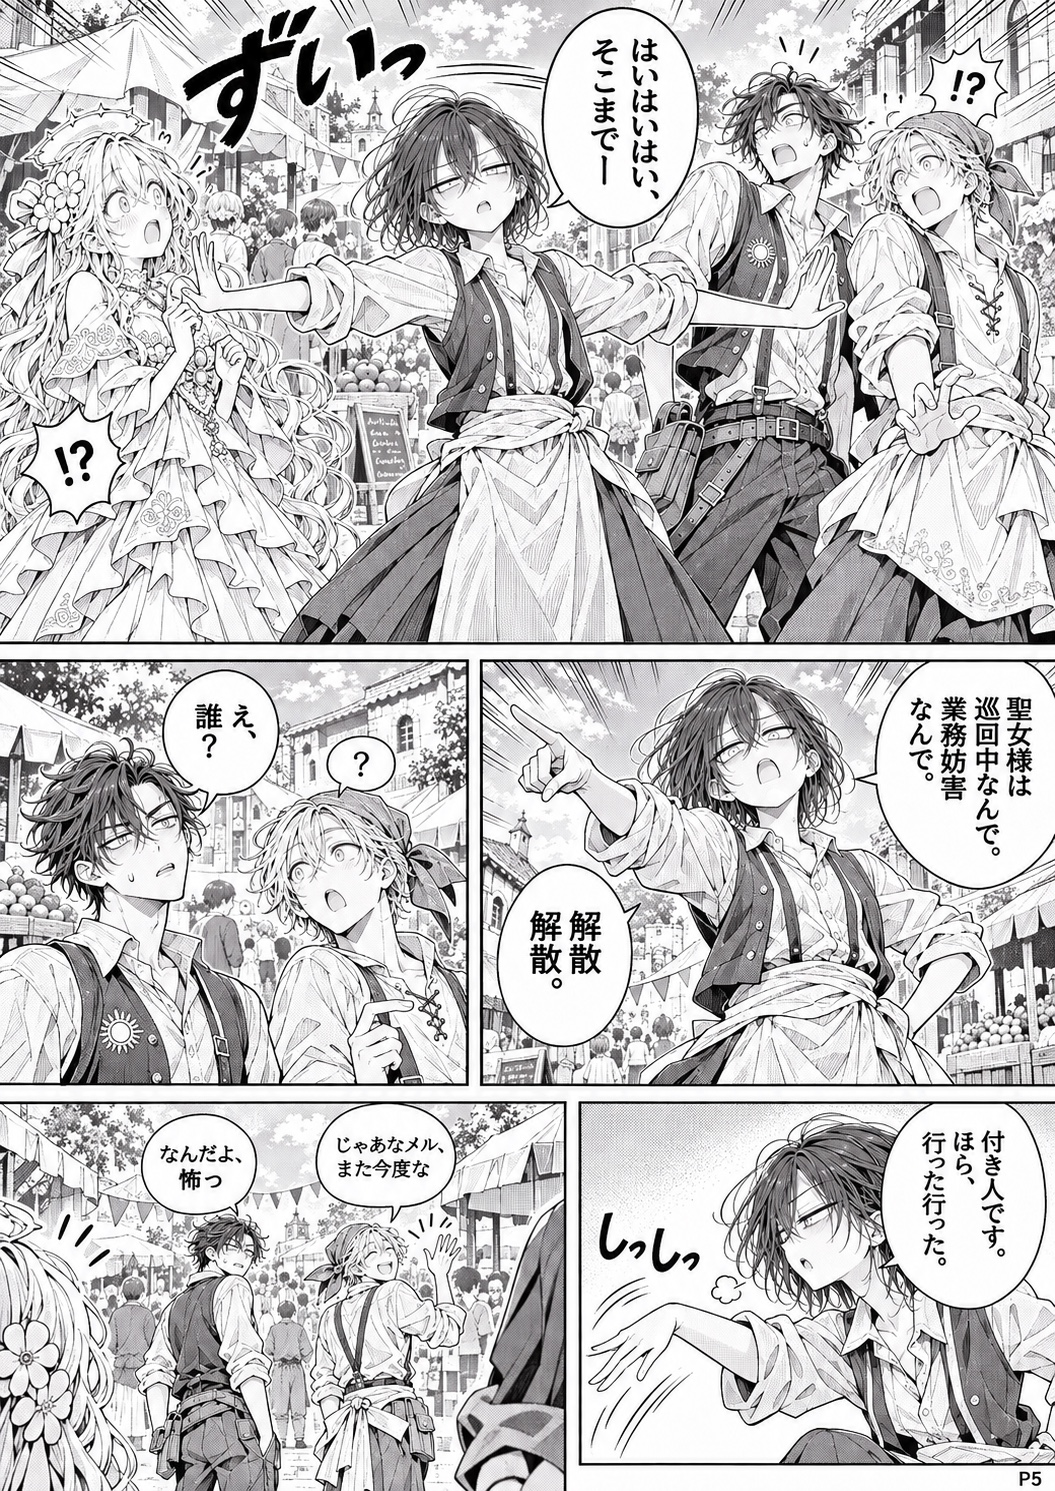 ずいっ
はいはいはい、
そこまでー
!?
!?
聖女様は
巡回中なんで。
業務妨害
なんで。
解散
解散。
え、
誰？
？
付き人です。
ほら、
行った行った。
しっしっ
じゃあなメル、
また今度な
なんだよ、
怖っ
P5